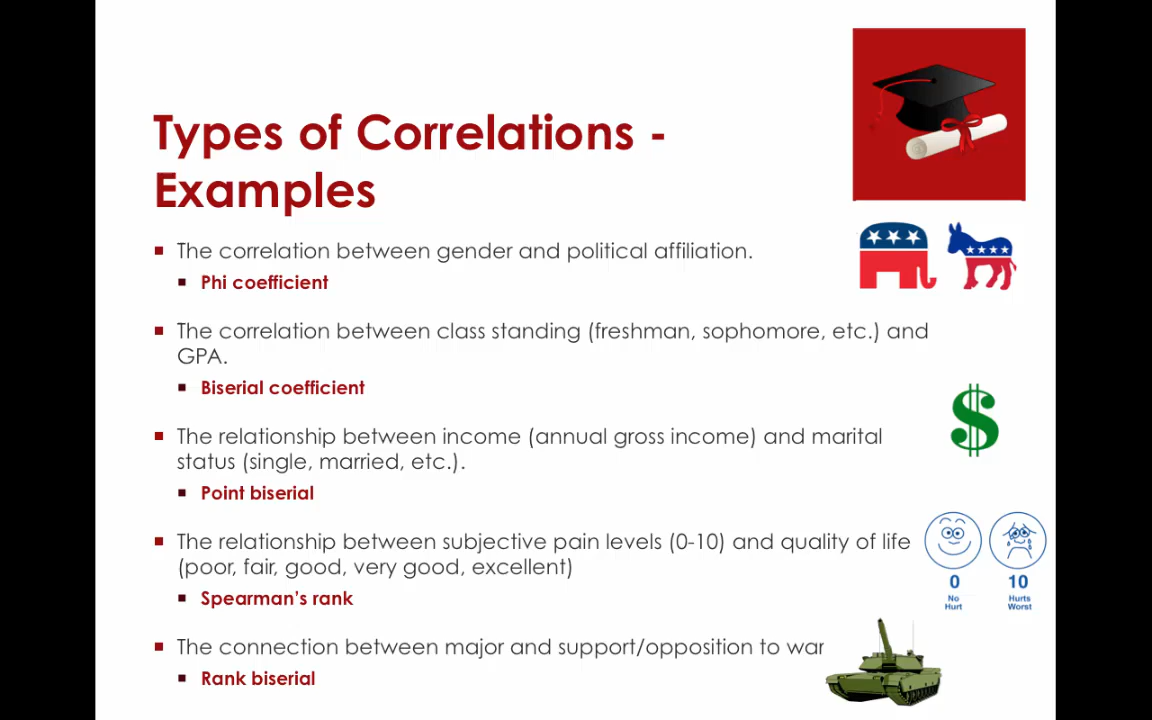 Types of Correlations -
Examples
▪ The correlation between gender and political affiliation.
▪ Phi coefficient
▪ The correlation between class standing (freshman, sophomore, etc.) and
GPA.
▪ Biserial coefficient
▪ The relationship between income (annual gross income) and marital
status (single, married, etc.).
▪ Point biserial
▪ The relationship between subjective pain levels (0-10) and quality of life
(poor, fair, good, very good, excellent)
▪ Spearman's rank
▪ The connection between major and support/opposition to war
▪ Rank biserial
$
0 10
No Hurts
Hurt Worst